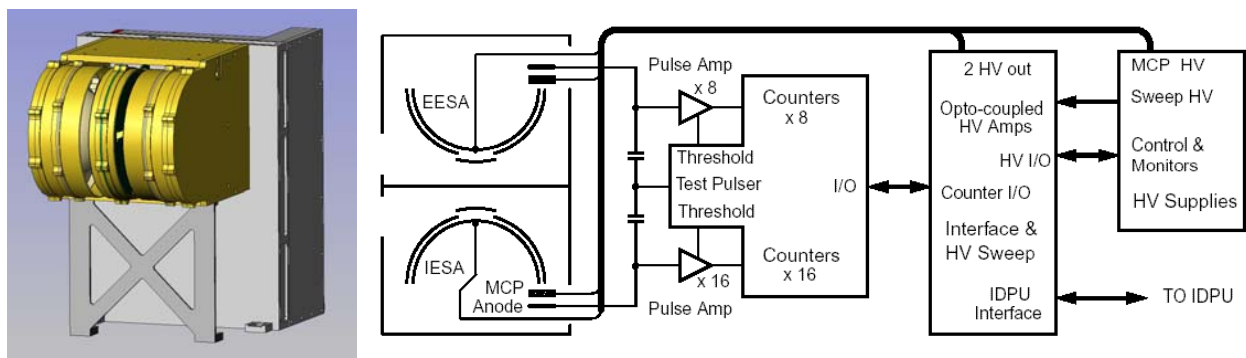 EESA
IESA
MCP
Anode
Pulse Amp
x 8
Counters
x 8
Threshold
Test Pulser
Threshold
I/O
Counters
x 16
x 16
Pulse Amp
2 HV out
Opto-coupled
HV Amps
HV I/O
Counter I/O
Interface &
HV Sweep
IDPU
Interface
MCP HV
Sweep HV
Control &
Monitors
HV Supplies
TO IDPU